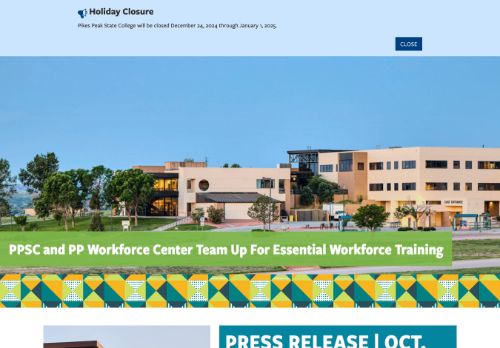 Holiday Closure
Pikes Peak State College will be closed December 24, 2024 through January 1, 2025.
CLOSE
PPSC and PP Workforce Center Team Up For Essential Workforce Training
PRESS RELEASE | OCT.